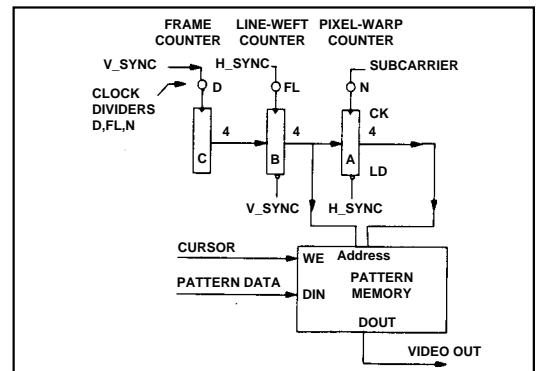 FRAME COUNTER
LINE-WEFT COUNTER
PIXEL-WARP COUNTER
V_SYNC
H_SYNC
SUBCARRIER
D
FL
N
CLOCK
DIVIDERS
D,FL,N
CK
4
4
4
C
B
A
LD
V_SYNC
H_SYNC
CURSOR
WE
Address
PATTERN DATA
DIN
PATTERN
MEMORY
DOUT
VIDEO OUT